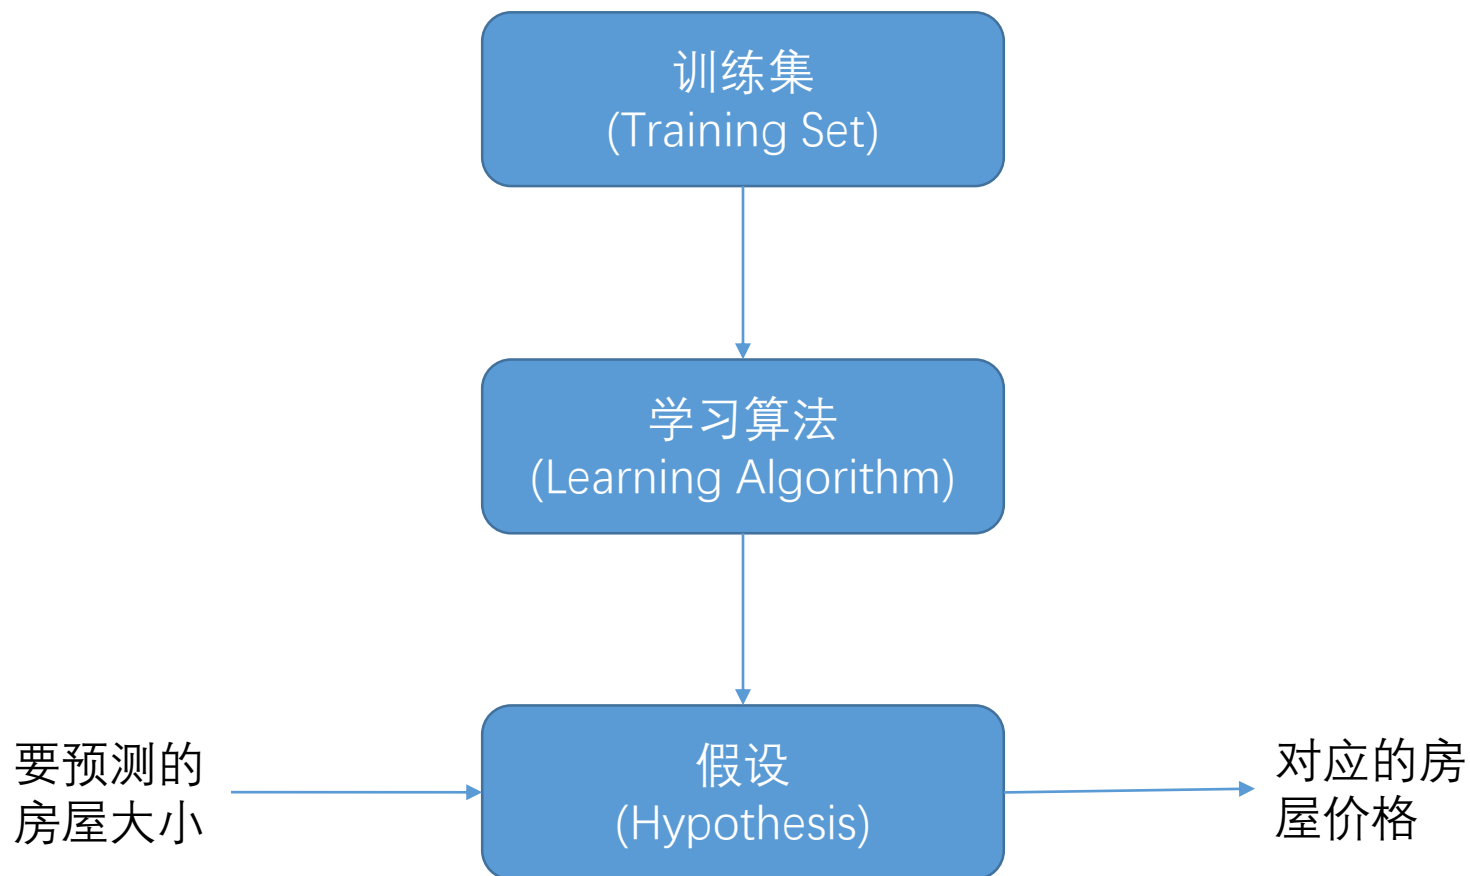 训练集
(Training Set)
学习算法
(Learning Algorithm)
要预测的
房屋大小
假设
(Hypothesis)
对应的房
屋价格